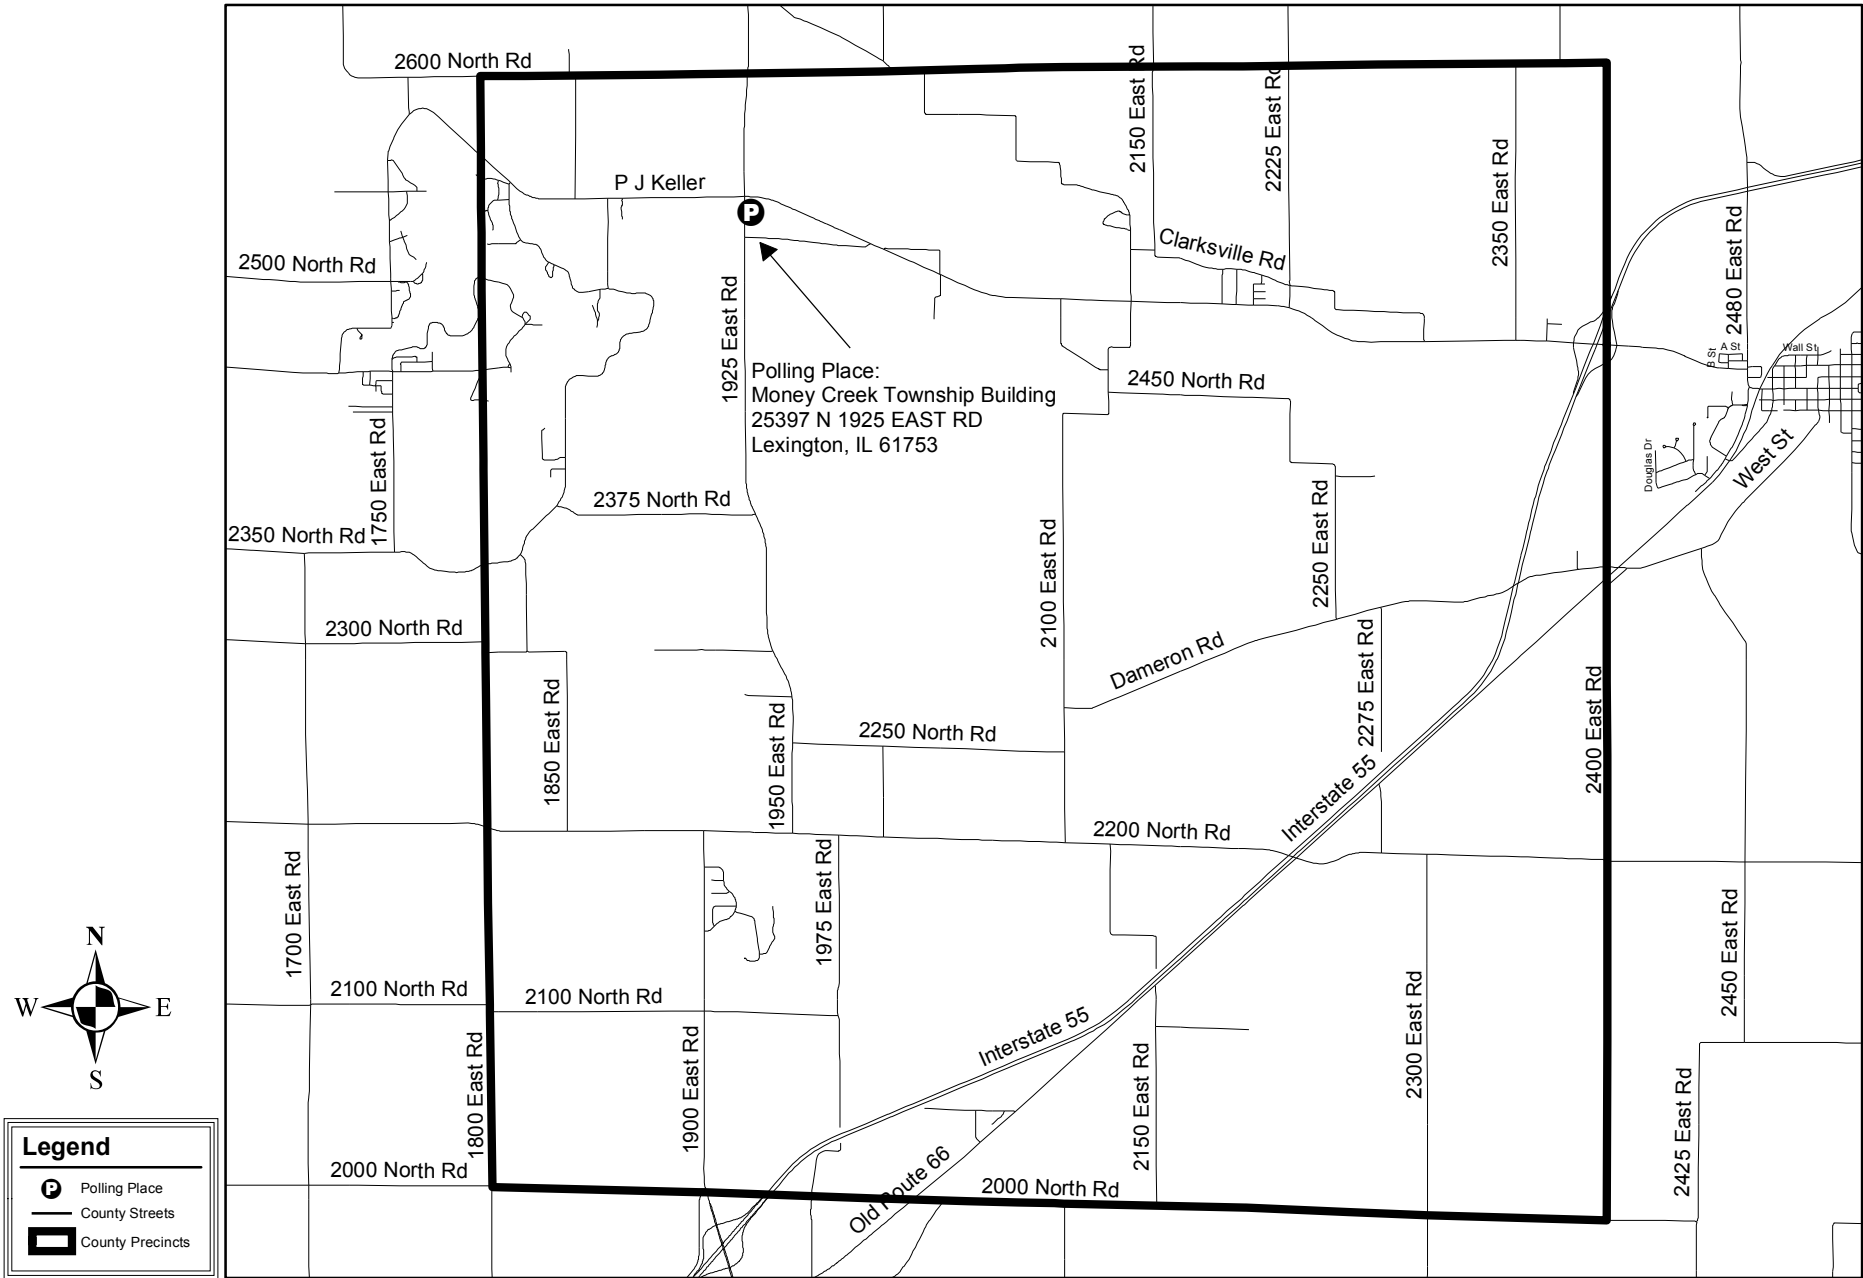 2600 North Rd
2150 East Rd
2225 East Rd
2350 East Rd
P J Keller
P
Clarksville Rd
2480 East Rd
2500 North Rd
1925 East Rd
A St
B St
Wall St
Polling Place:
Money Creek Township Building
25397 N 1925 EAST RD
Lexington, IL 61753
2450 North Rd
1750 East Rd
Douglas Dr
West St
2375 North Rd
2350 North Rd
2100 East Rd
2250 East Rd
2300 North Rd
Dameron Rd
2275 East Rd
2400 East Rd
1850 East Rd
1950 East Rd
2250 North Rd
Interstate 55
2200 North Rd
1700 East Rd
1975 East Rd
2450 East Rd
N
W
E
S
2100 North Rd
2100 North Rd
2300 East Rd
Interstate 55
1800 East Rd
1900 East Rd
2150 East Rd
2425 East Rd
2000 North Rd
Old Route 66
2000 North Rd
Legend
P Polling Place
County Streets
County Precincts